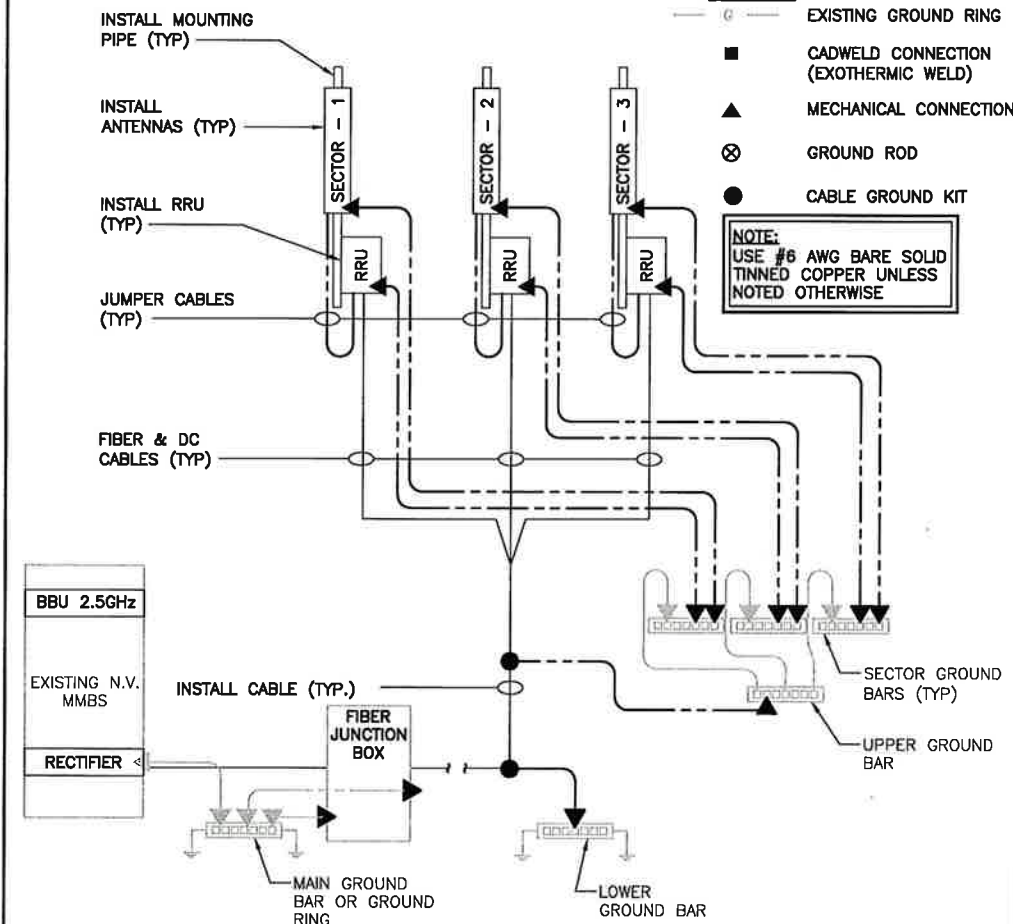 INSTALL MOUNTING
PIPE (TYP)
INSTALL
ANTENNAS (TYP)
INSTALL RRU
(TYP)
JUMPER CABLES
(TYP)
FIBER & DC
CABLES (TYP)
SECTOR - 1
SECTOR - 2
SECTOR - 3
RRU
RRU
RRU
G
EXISTING GROUND RING
CADWELD CONNECTION
(EXOTHERMIC WELD)
MECHANICAL CONNECTION
GROUND ROD
CABLE GROUND KIT
NOTE:
USE #6 AWG BARE SOLID
TINNED COPPER UNLESS
NOTED OTHERWISE
BBU 2.5GHz
EXISTING N.V.
MMBS
RECTIFIER
INSTALL CABLE (TYP.)
FIBER
JUNCTION
BOX
SECTOR GROUND
BARS (TYP)
UPPER GROUND
BAR
MAIN GROUND
BAR OR GROUND
RING
LOWER
GROUND BAR